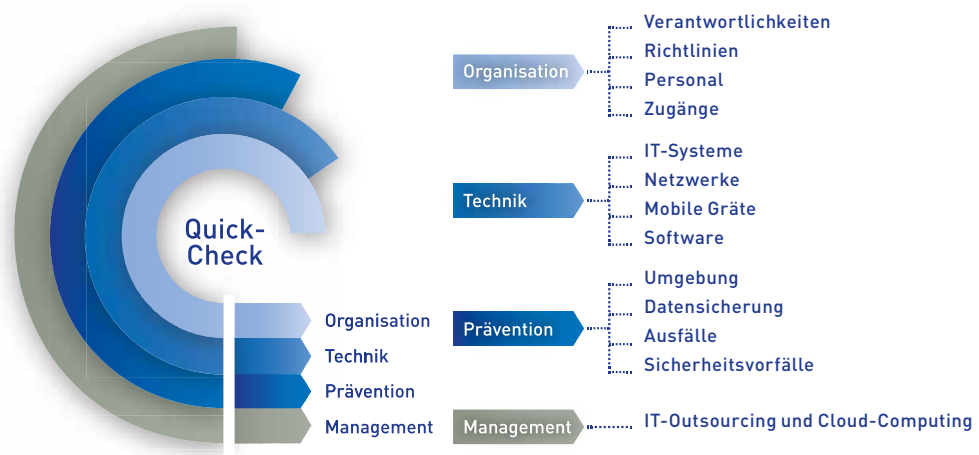 Quick-
Check
Organisation
Technik
Prävention
Management
Organisation
Verantwortlichkeiten
Richtlinien
Personal
Zugänge
Technik
IT-Systeme
Netzwerke
Mobile Gräte
Software
Prävention
Umgebung
Datensicherung
Ausfälle
Sicherheitsvorfälle
Management
IT-Outsourcing und Cloud-Computing